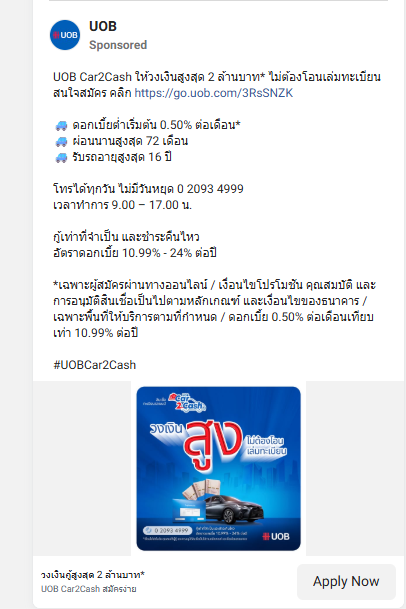 UOB
Sponsored
UOB Car2Cash ให้วงเงินสูงสุด 2 ล้านบาท* ไม่ต้องโอนเล่มทะเบียน
สนใจสมัคร คลิก https://go.uob.com/3RsSNZK
🚙 ดอกเบี้ยต่ำเริ่มต้น 0.50% ต่อเดือน*
🚙 ผ่อนนานสูงสุด 72 เดือน
🚙 รับรถอายุสูงสุด 16 ปี
โทรได้ทุกวัน ไม่มีวันหยุด 0 2093 4999
เวลาทำการ 9.00 – 17.00 น.
กู้เท่าที่จำเป็น และชำระคืนไหว
อัตราดอกเบี้ย 10.99% - 24% ต่อปี
*เฉพาะผู้สมัครผ่านทางออนไลน์ / เงื่อนไขโปรโมชัน คุณสมบัติ และ
การอนุมัติสินเชื่อเป็นไปตามหลักเกณฑ์ และเงื่อนไขของธนาคาร /
เฉพาะพื้นที่ให้บริการตามที่กำหนด / ดอกเบี้ย 0.50% ต่อเดือนเทียบ
เท่า 10.99% ต่อปี
#UOBCar2Cash
Car
2Cash
วงเงิน สูง ไม่ต้องโอน
เล่มทะเบียน
0 2093 4999
UOB
วงเงินกู้สูงสุด 2 ล้านบาท*
UOB Car2Cash สมัครง่าย
Apply Now